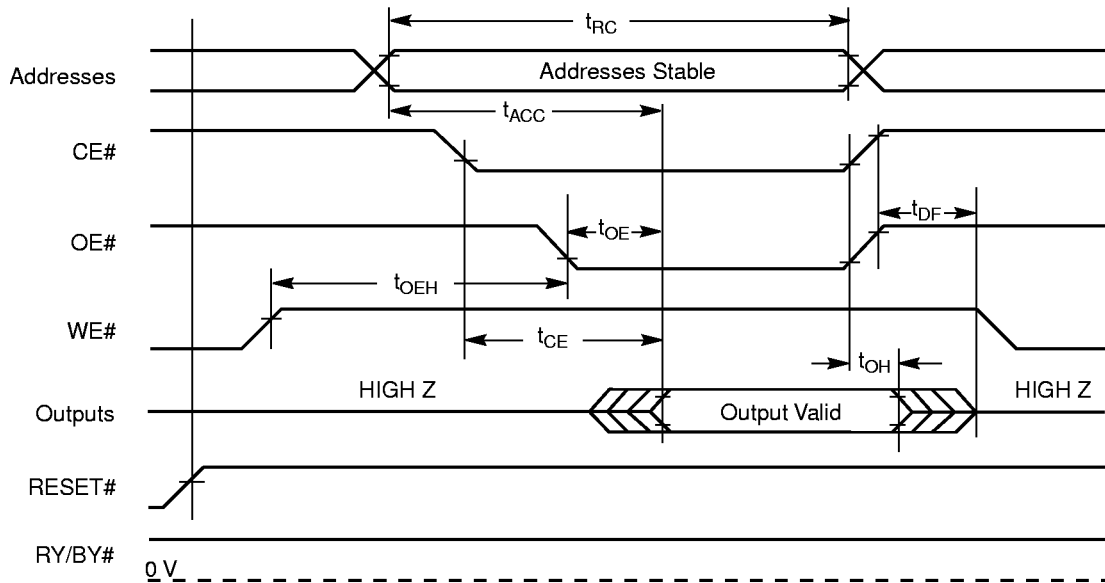 tRC
Addresses
Addresses Stable
tACC
CE#
tDF
OE#
tOE
tOEH
WE#
tCE
tOH
HIGH Z
HIGH Z
Outputs
Output Valid
RESET#
RY/BY#
0 V